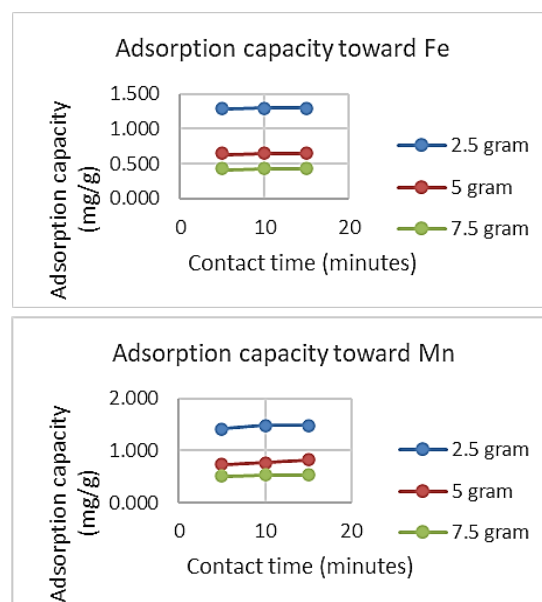 Adsorption capacity toward Fe
Adsorption capacity
(mg/g)
1.500
1.000
0.500
0.000
0 10 20
Contact time (minutes)
2.5 gram
5 gram
7.5 gram
Adsorption capacity toward Mn
Adsorption capacity
(mg/g)
2.000
1.000
0.000
0 10 20
Contact time (minutes)
2.5 gram
5 gram
7.5 gram